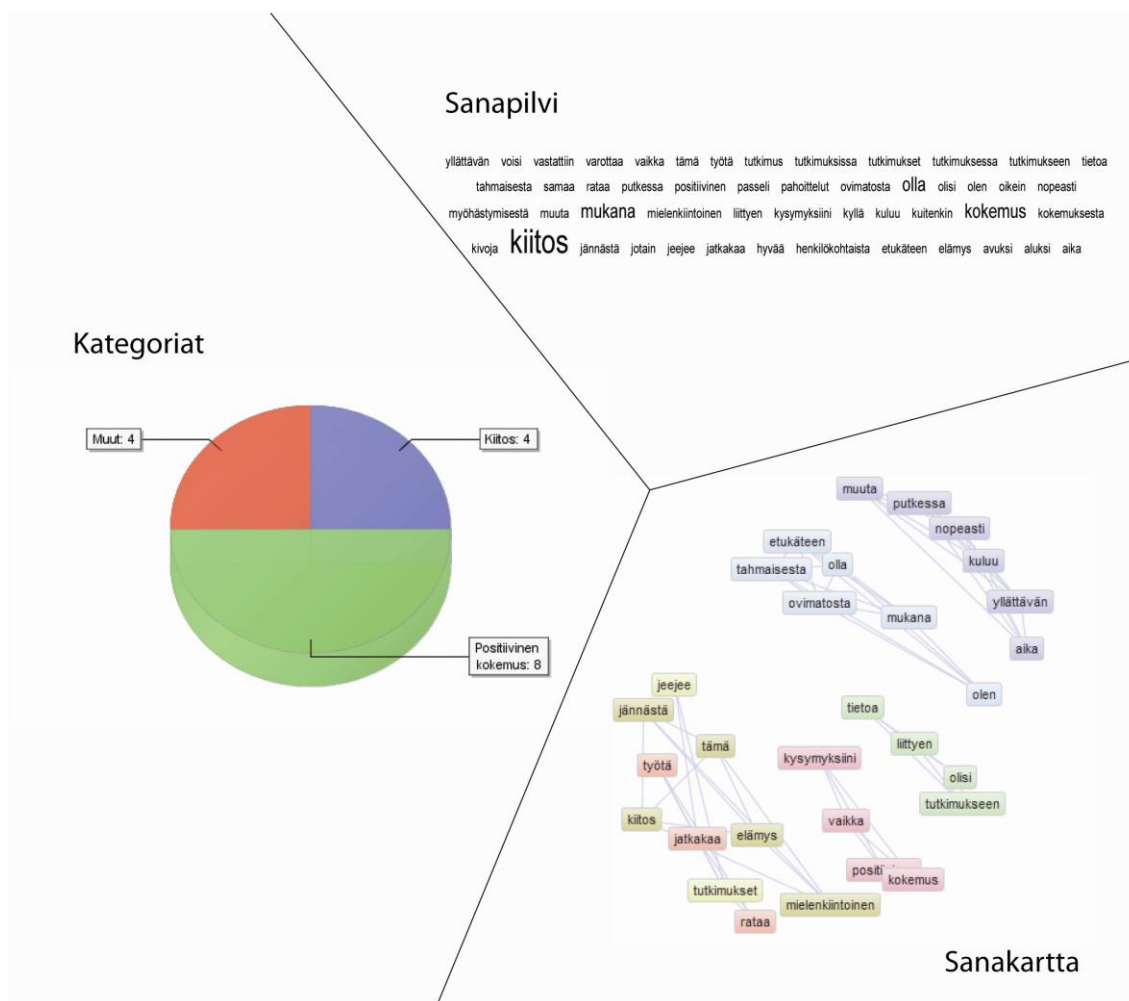 Sanapilvi
yllättävän voisi vastattiin varottaa vaikka tämä työtä tutkimus tutkimuksissa tutkimukset tutkimuksessa tutkimukseen tietoa
tahmaisesta samaa rataa putkessa positiivinen passeli pahoittelut ovimatosta olla olisi olen oikein nopeasti
myöhästymisestä muuta mukana mielenkiintoinen liittyen kysymyksiini kyllä kuluu kuitenkin kokemus kokemuksesta
kivoja kiitos jännästä jotain jeejee jatkakaa hyvää henkilökohtaista etukäteen elämys avuksi aluksi aika
Kategoriat
Muut: 4
Kiitos: 4
Positiivinen
kokemus: 8
muuta
putkessa
nopeasti
kuluu
yllättävän
aika
etukäteen
olla
tahmaisesta
ovimatosta
mukana
olen
jeejee
jännästä
tämä
työtä
kiitos
jatkakaa
elämys
tutkimukset
rataa
mielenkiintoinen
tietoa
liittyen
olisi
tutkimukseen
kysymyksiini
vaikka
kokemus
Sanakartta